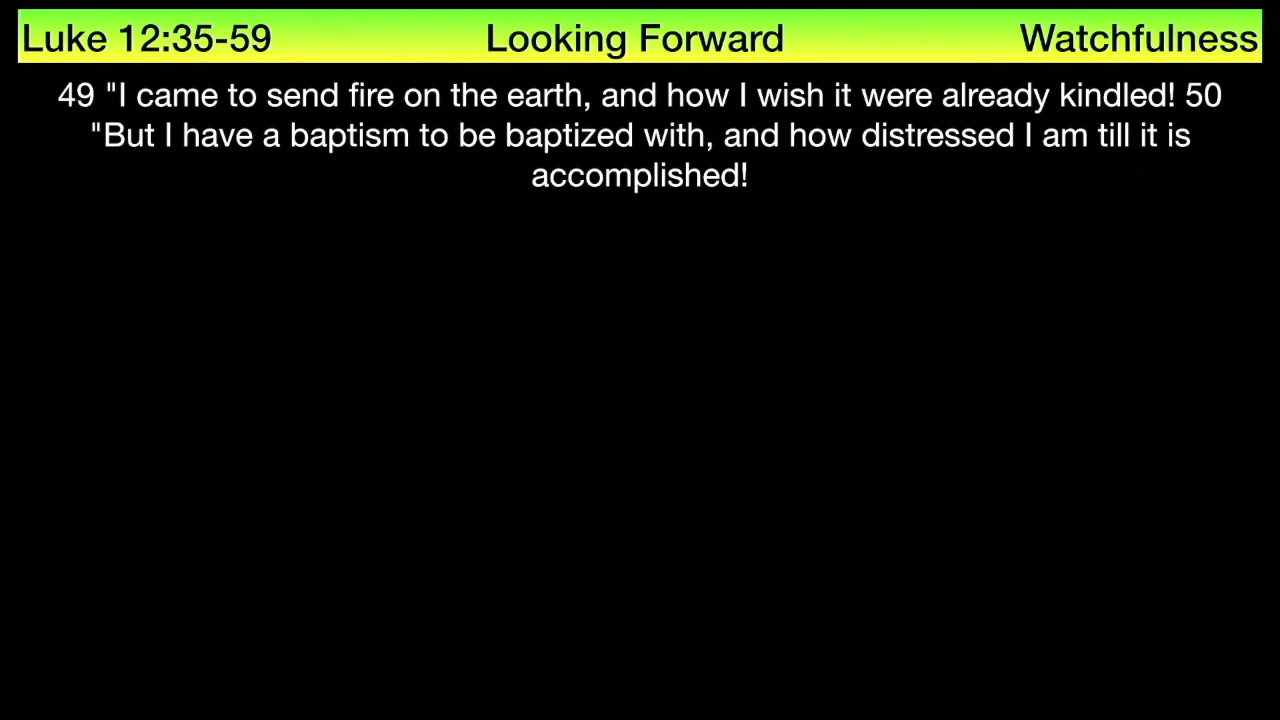 Luke 12:35-59 Looking Forward Watchfulness
49 "I came to send fire on the earth, and how I wish it were already kindled! 50
"But I have a baptism to be baptized with, and how distressed I am till it is
accomplished!